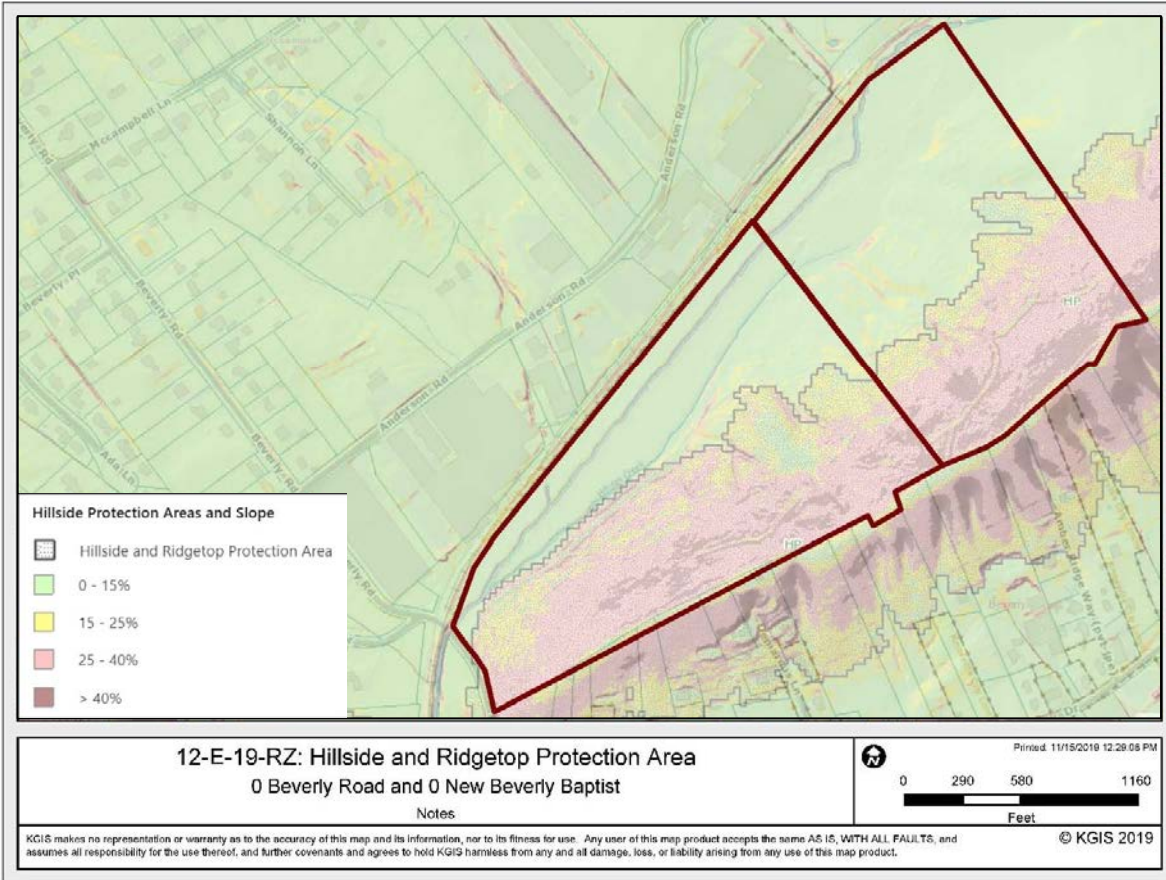 Mccampbell Ln
Shannon Ln
Anderson Rd
Beverly Rd
Beverly Pl
Beverly Rd
Anderson Rd
Anderson Rd
Ada Ln
Beverly Rd
HP
HP
Dr
Hillside Protection Areas and Slope
Hillside and Ridgetop Protection Area
0 - 15%
15 - 25%
25 - 40%
> 40%
12-E-19-RZ: Hillside and Ridgetop Protection Area
0 Beverly Road and 0 New Beverly Baptist
Notes
N
Printed: 11/15/2019 12:29:08 PM
0 290 580 1160
Feet
KGIS makes no representation or warranty as to the accuracy of this map and its information, nor to its fitness for use. Any user of this map product accepts the same AS IS, WITH ALL FAULTS, and
assumes all responsibility for the use thereof, and further covenants and agrees to hold KGIS harmless from any and all damage, loss, or liability arising from any use of this map product.
© KGIS 2019